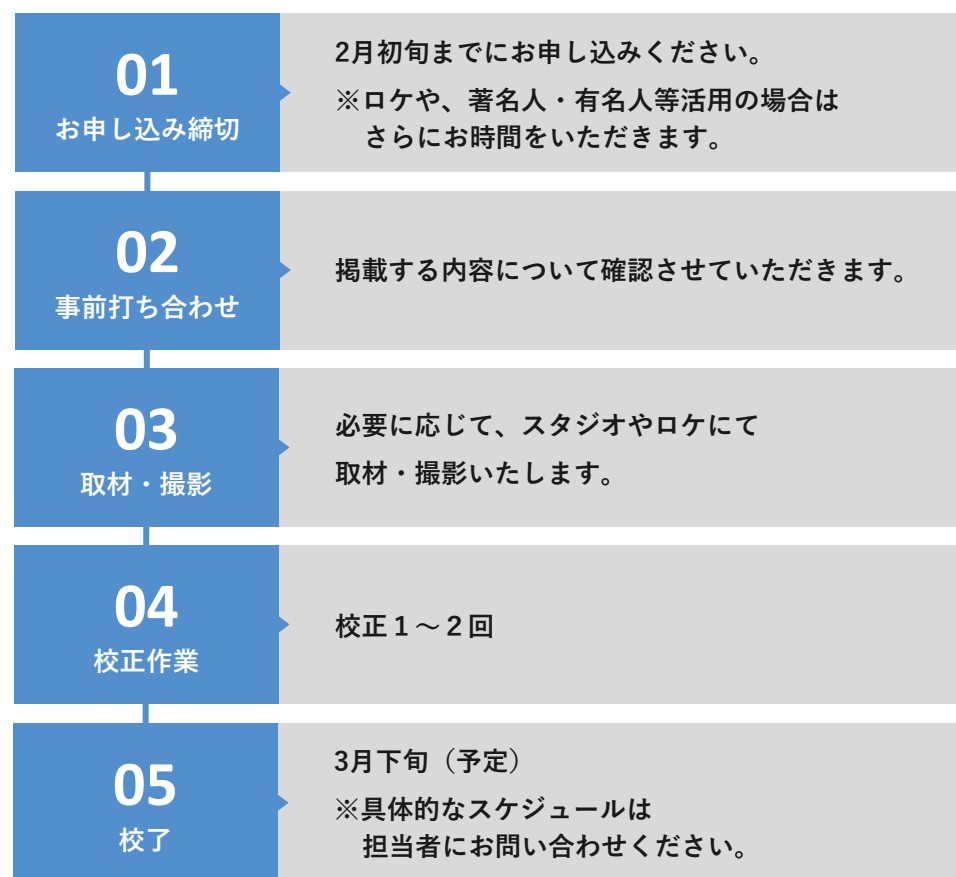 01
お申し込み締切
2月初旬までにお申し込みください。
※ロケや、著名人・有名人等活用の場合は
さらにお時間をいただきます。
02
事前打ち合わせ
掲載する内容について確認させていただきます。
03
取材・撮影
必要に応じて、スタジオやロケにて
取材・撮影いたします。
04
校正作業
校正１～２回
05
校了
3月下旬（予定）
※具体的なスケジュールは
担当者にお問い合わせください。